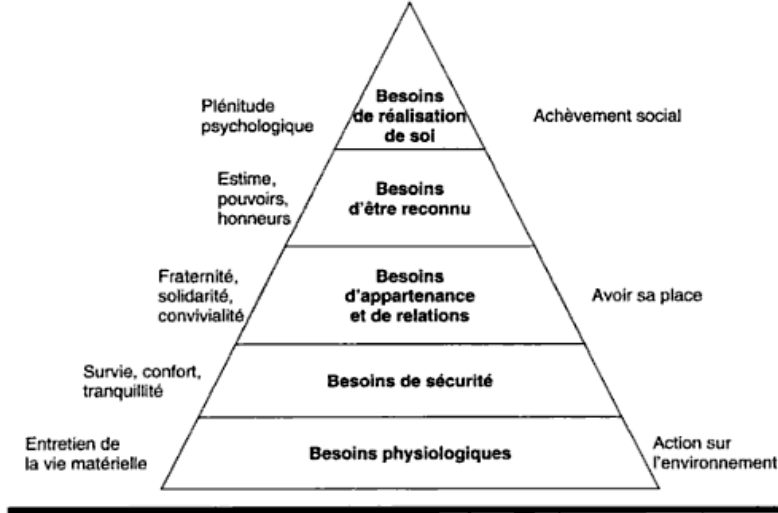 Plénitude
psychologique
Besoins
de réalisation
de soi
Achèvement social
Estime,
pouvoirs,
honneurs
Besoins
d'être reconnu
Fraternité,
solidarité,
convivialité
Besoins
d'appartenance
et de relations
Avoir sa place
Survie, confort,
tranquillité
Besoins de sécurité
Entretien de
la vie matérielle
Besoins physiologiques
Action sur
l'environnement